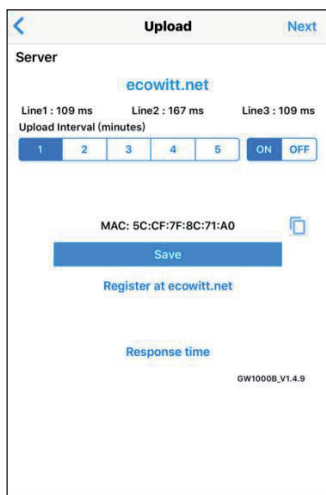 Upload Next
Server
ecowitt.net
Line1 : 109 ms Line2 : 167 ms Line3 : 109 ms
Upload Interval (minutes)
1 2 3 4 5 ON OFF
MAC: 5C:CF:7F:8C:71:A0
Save
Register at ecowitt.net
Response time
GW1000B_V1.4.9